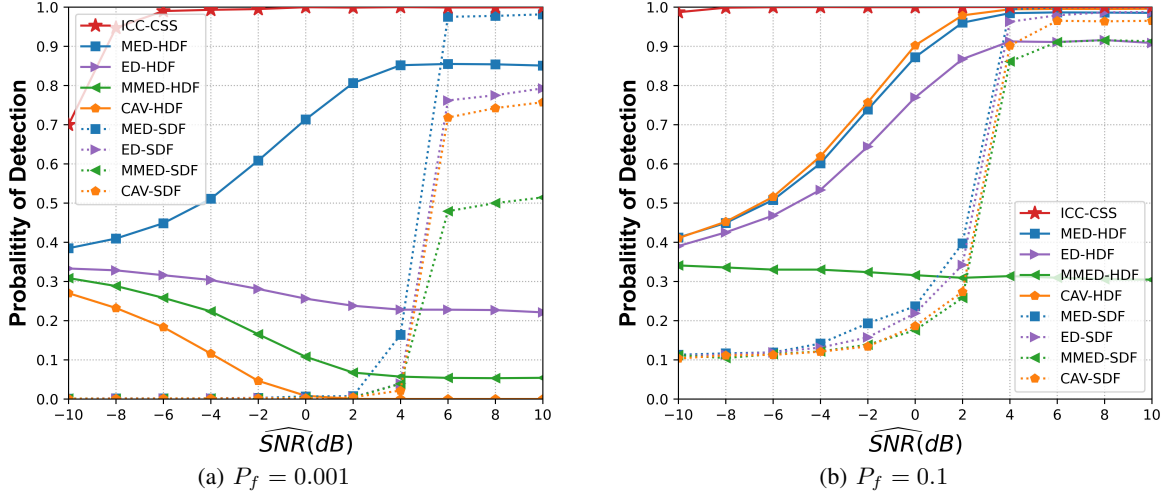 Probalitity of Detection
1.0
0.9
0.8
0.7
0.6
0.5
0.4
0.3
0.2
0.1
0.0
ICC-CSS
MED-HDF
ED-HDF
MMED-HDF
CAV-HDF
MED-SDF
ED-SDF
MMED-SDF
CAV-SDF
−10 −8 −6 −4 −2 0 2 4 6 8 10
SNR(dB)
(a) P_f = 0.001
Probalitity of Detection
1.0
0.9
0.8
0.7
0.6
0.5
0.4
0.3
0.2
0.1
0.0
ICC-CSS
MED-HDF
ED-HDF
MMED-HDF
CAV-HDF
MED-SDF
ED-SDF
MMED-SDF
CAV-SDF
−10 −8 −6 −4 −2 0 2 4 6 8 10
SNR(dB)
(b) P_f = 0.1